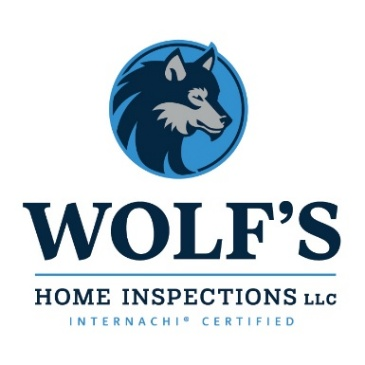 WOLF'S
HOME INSPECTIONS LLC
INTERNACHI® CERTIFIED